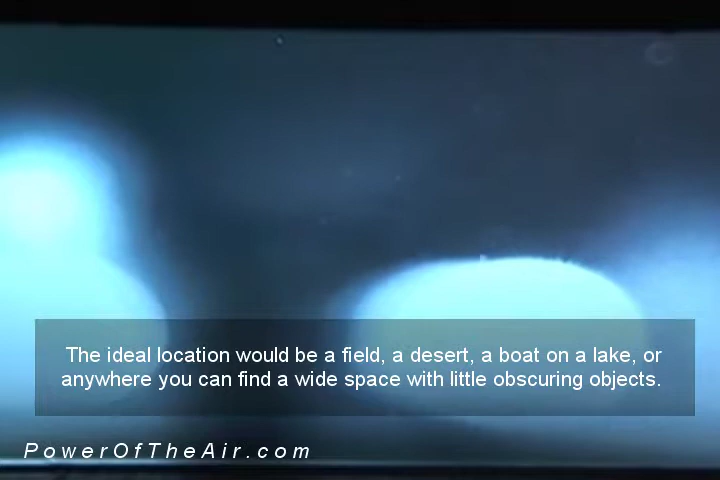 The ideal location would be a field, a desert, a boat on a lake, or
anywhere you can find a wide space with little obscuring objects.
PowerOfTheAir.com